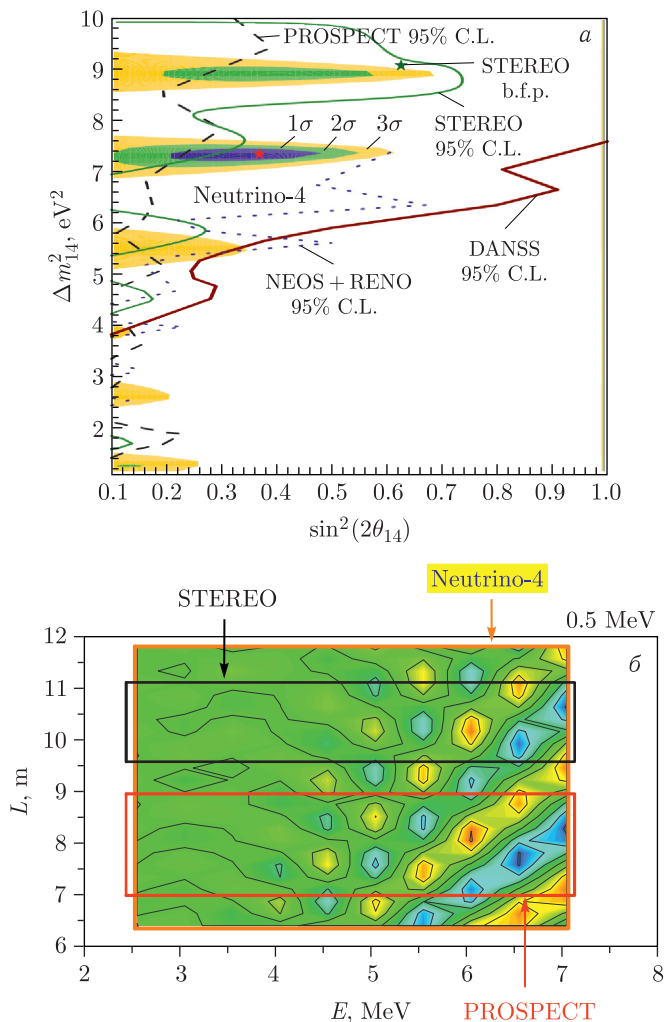 10
а
PROSPECT 95% C.L.
9
STEREO
b.f.p.
8
1σ 2σ 3σ
STEREO
95% C.L.
7
Neutrino-4
Δm²₁₄, eV²
6
DANSS
95% C.L.
5
NEOS + RENO
95% C.L.
4
3
2
0.1 0.2 0.3 0.4 0.5 0.6 0.7 0.8 0.9 1.0
sin²(2θ₁₄)
Neutrino-4
STEREO
0.5 MeV
12
б
11
10
L, m
9
8
7
6
2 3 4 5 6 7 8
E, MeV
PROSPECT